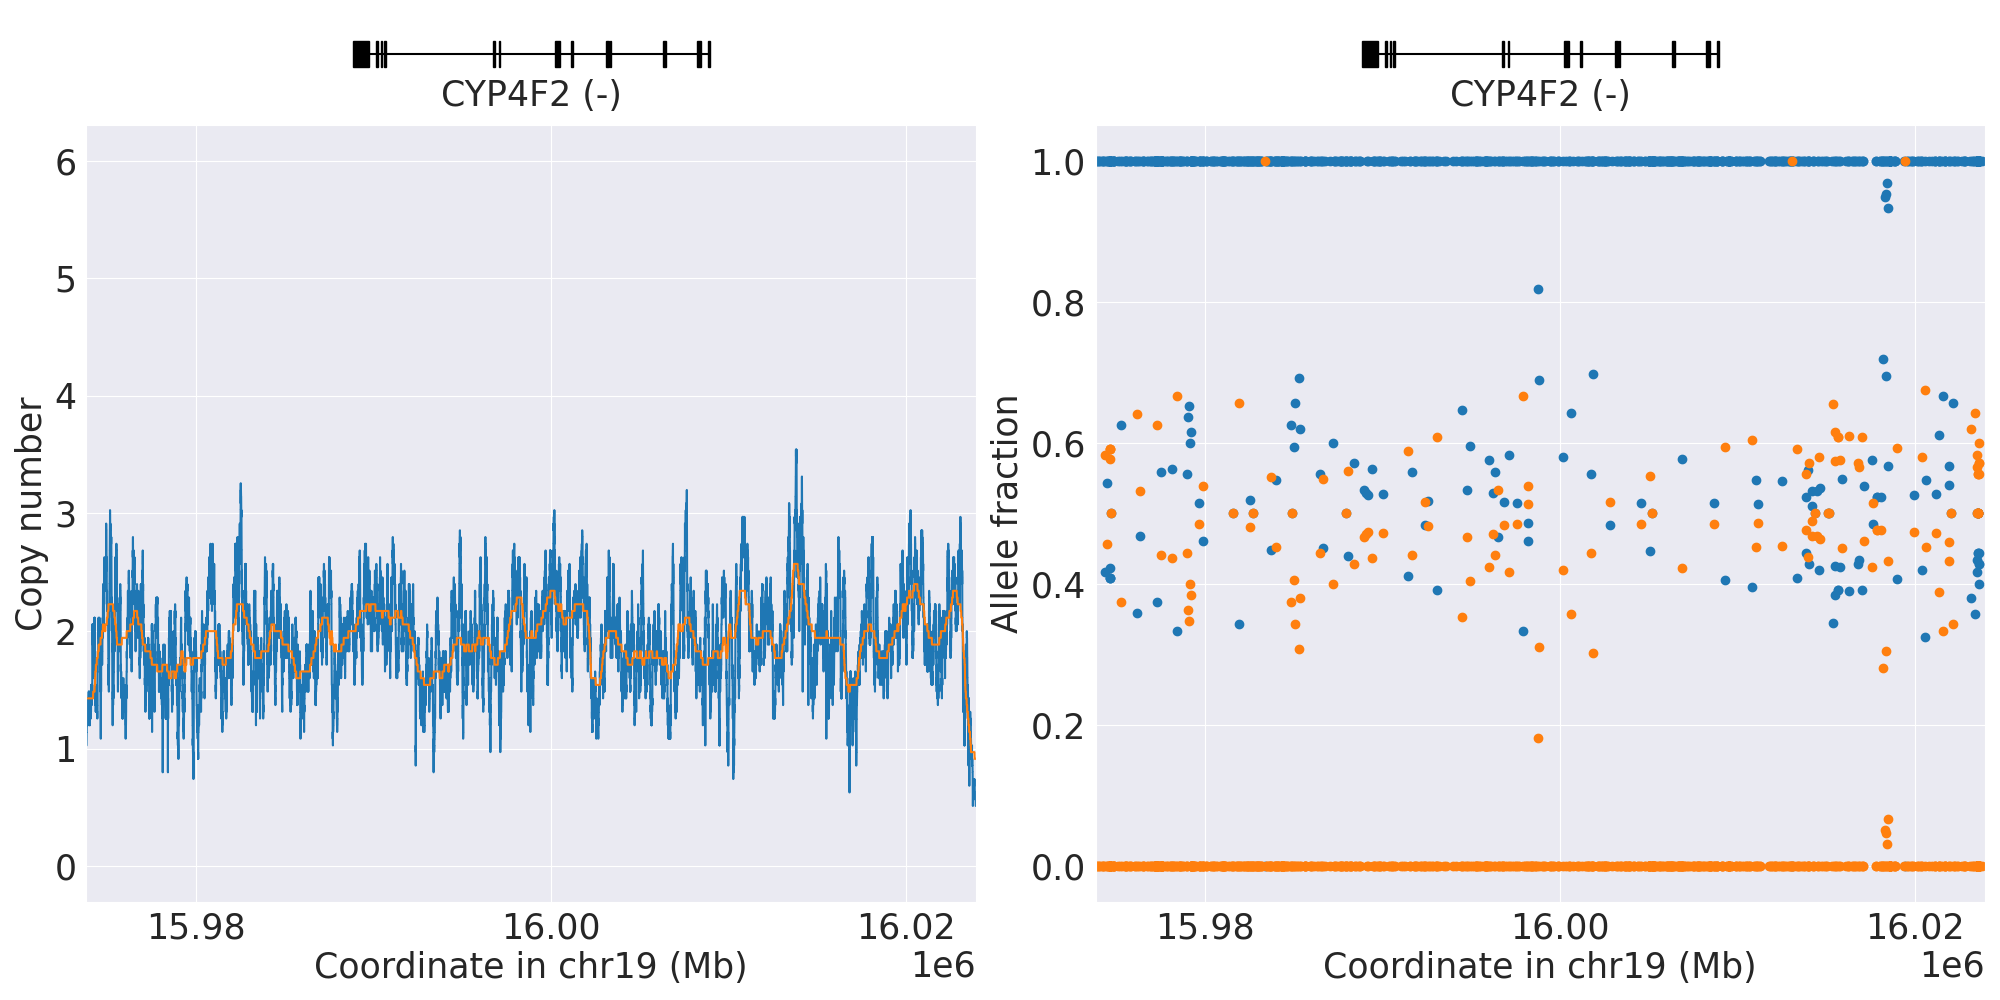 CYP4F2 (-)
6
5
4
3
2
1
0
Copy number
15.98
16.00
16.02
Coordinate in chr19 (Mb)
1e6
CYP4F2 (-)
1.0
0.8
0.6
0.4
0.2
0.0
Allele fraction
15.98
16.00
16.02
Coordinate in chr19 (Mb)
1e6